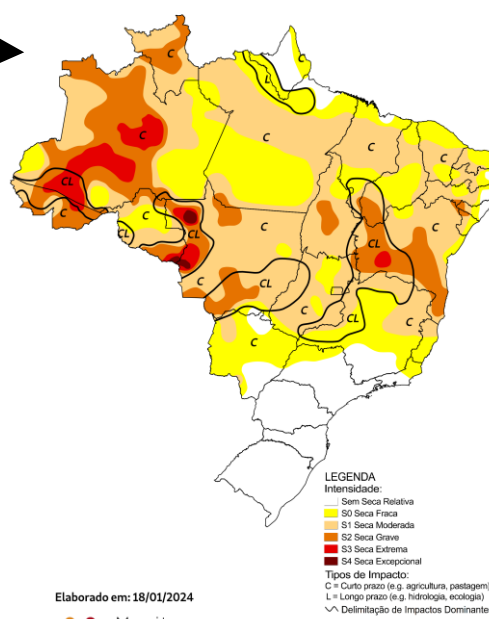 C
C
L
C
C
C
C
C
CL
C
C
CL
CL
C
C
CL
C
C
CL
C
C
LEGENDA
Intensidade:
Sem Seca Relativa
S0 Seca Fraca
S1 Seca Moderada
S2 Seca Grave
S3 Seca Extrema
S4 Seca Excepcional
Tipos de Impacto:
C = Curto prazo (e.g. agricultura, pastagem)
L = Longo prazo (e.g. hidrologia, ecologia)
Delimitação de Impactos Dominante
Elaborado em: 18/01/2024